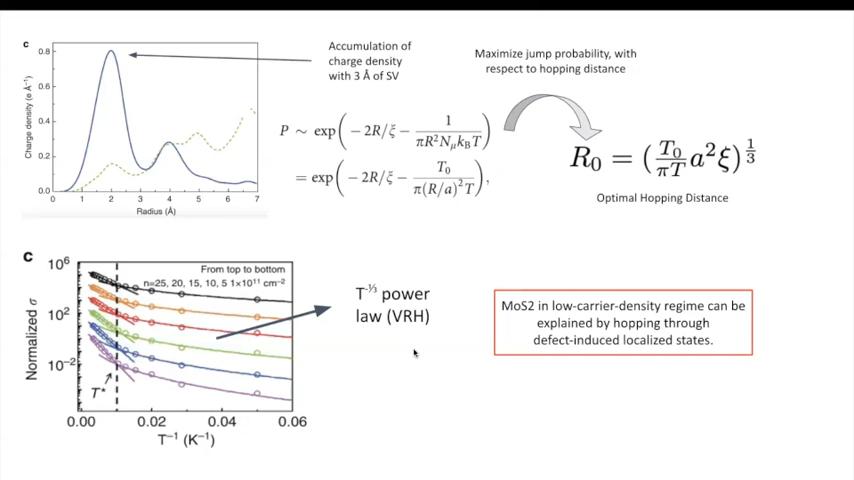 c
Charge density (e Å⁻¹)
0.8
0.6
0.4
0.2
0.0
0 1 2 3 4 5 6 7
Radius (Å)
Accumulation of
charge density
with 3 Å of SV
Maximize jump probability, with
respect to hopping distance
P ~ exp(−2R/ξ − 1/(πR²N_μk_BT))
= exp(−2R/ξ − T₀/(π(R/a)²T)),
R₀ = (T₀/(πT) a²ξ)^(1/3)
Optimal Hopping Distance
c
Normalized σ
10⁶
10²
10⁻²
From top to bottom
n=25, 20, 15, 10, 5 1×10¹¹ cm⁻²
T*
0.00 0.02 0.04 0.06
T⁻¹ (K⁻¹)
T⁻¹⁄³ power
law (VRH)
MoS2 in low-carrier-density regime can be
explained by hopping through
defect-induced localized states.